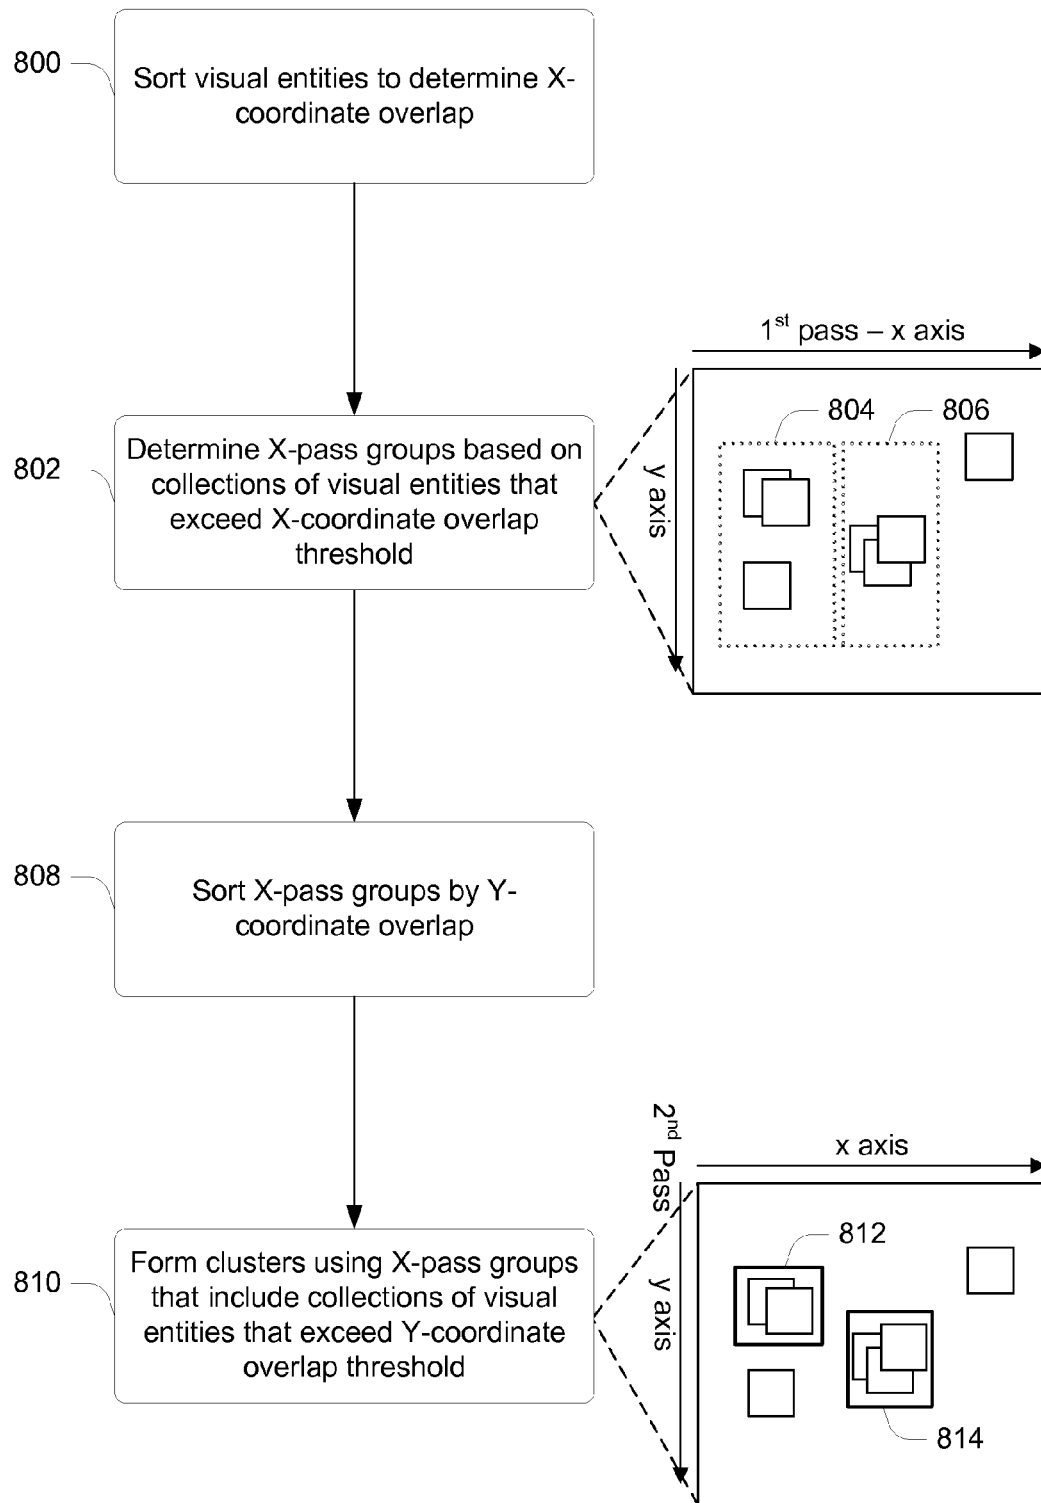 800
Sort visual entities to determine X-
coordinate overlap
1st pass – x axis
804
806
y axis
802
Determine X-pass groups based on
collections of visual entities that
exceed X-coordinate overlap
threshold
808
Sort X-pass groups by Y-
coordinate overlap
2nd Pass
x axis
y axis
812
810
Form clusters using X-pass groups
that include collections of visual
entities that exceed Y-coordinate
overlap threshold
814